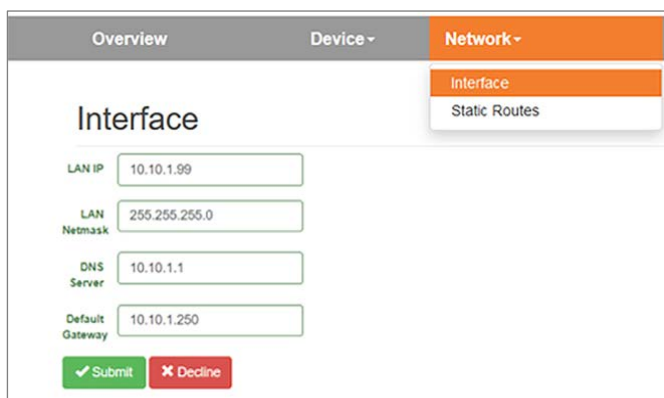 Overview Device Network
Interface
Static Routes
Interface
LAN IP 10.10.1.99
LAN
Netmask
255.255.255.0
DNS
Server
10.10.1.1
Default
Gateway
10.10.1.250
Submit Decline